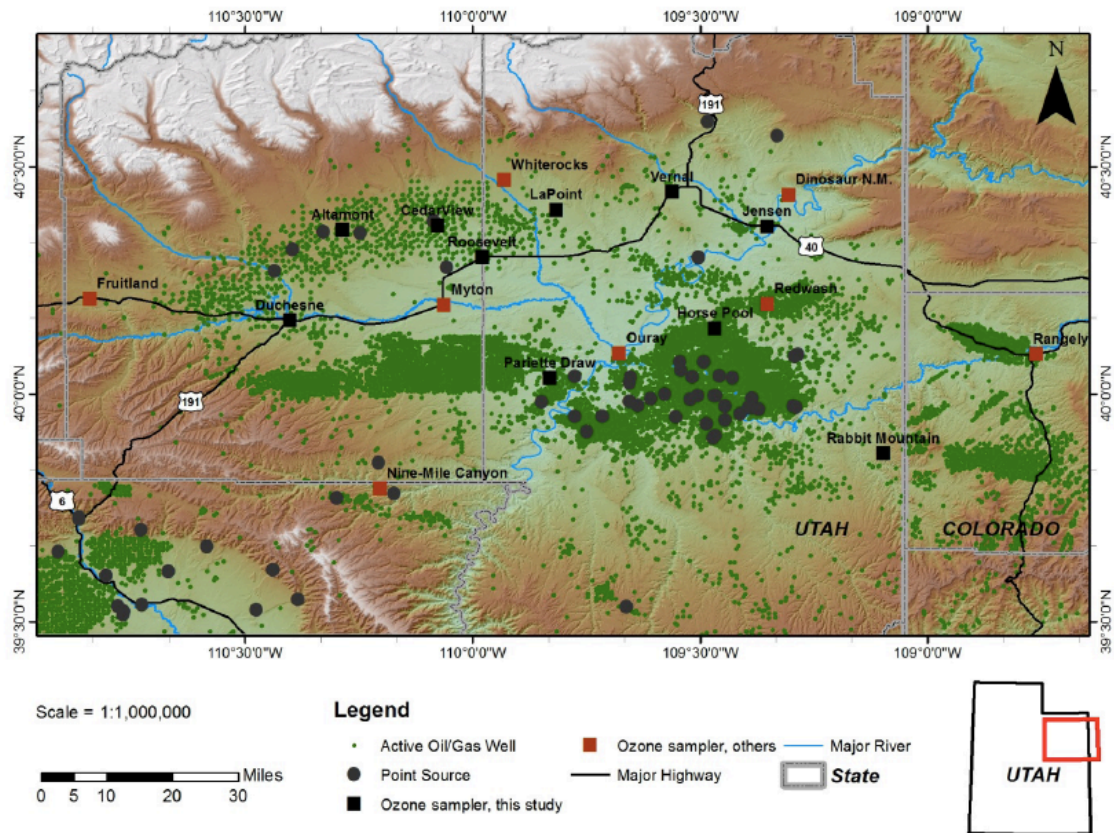 110°30'0"W 110°0'0"W 109°30'0"W 109°0'0"W
N
191
40°30'0"N 40°30'0"N
Whiterocks
Vernal
Dinosaur N.M.
LaPoint
Altamont
CedarView
Jensen
Roosevelt
40
Fruitland
Myton
Redwash
Duchesne
Horse Pool
Ouray
Rangely
Pariette Draw
40°0'0"N 40°0'0"N
191
Rabbit Mountain
Nine-Mile Canyon
6
UTAH COLORADO
39°30'0"N 39°30'0"N
110°30'0"W 110°0'0"W 109°30'0"W 109°0'0"W
Scale = 1:1,000,000
Miles
0 5 10 20 30
Legend
Active Oil/Gas Well
Point Source
Ozone sampler, this study
Ozone sampler, others
Major Highway
Major River
State
UTAH